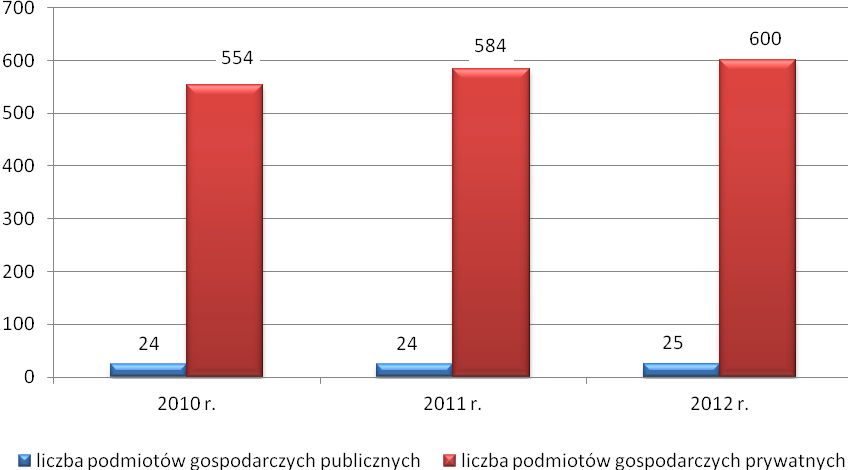 700
600
500
400
300
200
100
0
554
584
600
24
24
25
2010 r.
2011 r.
2012 r.
liczba podmiotów gospodarczych publicznych
liczba podmiotów gospodarczych prywatnych